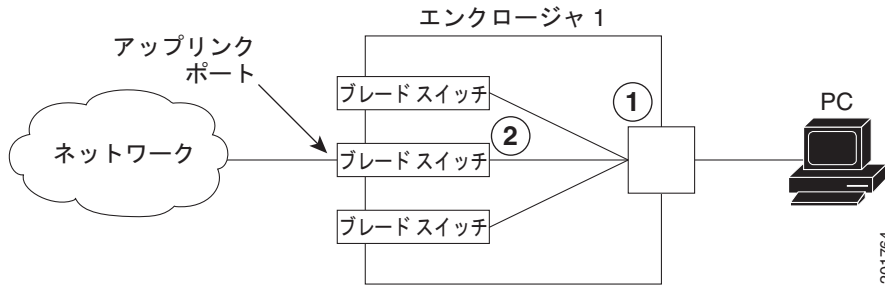 エンクロージャ 1
アップリンク
ポート
ブレード スイッチ
1
PC
ネットワーク
ブレード スイッチ
2
ブレード スイッチ
201764